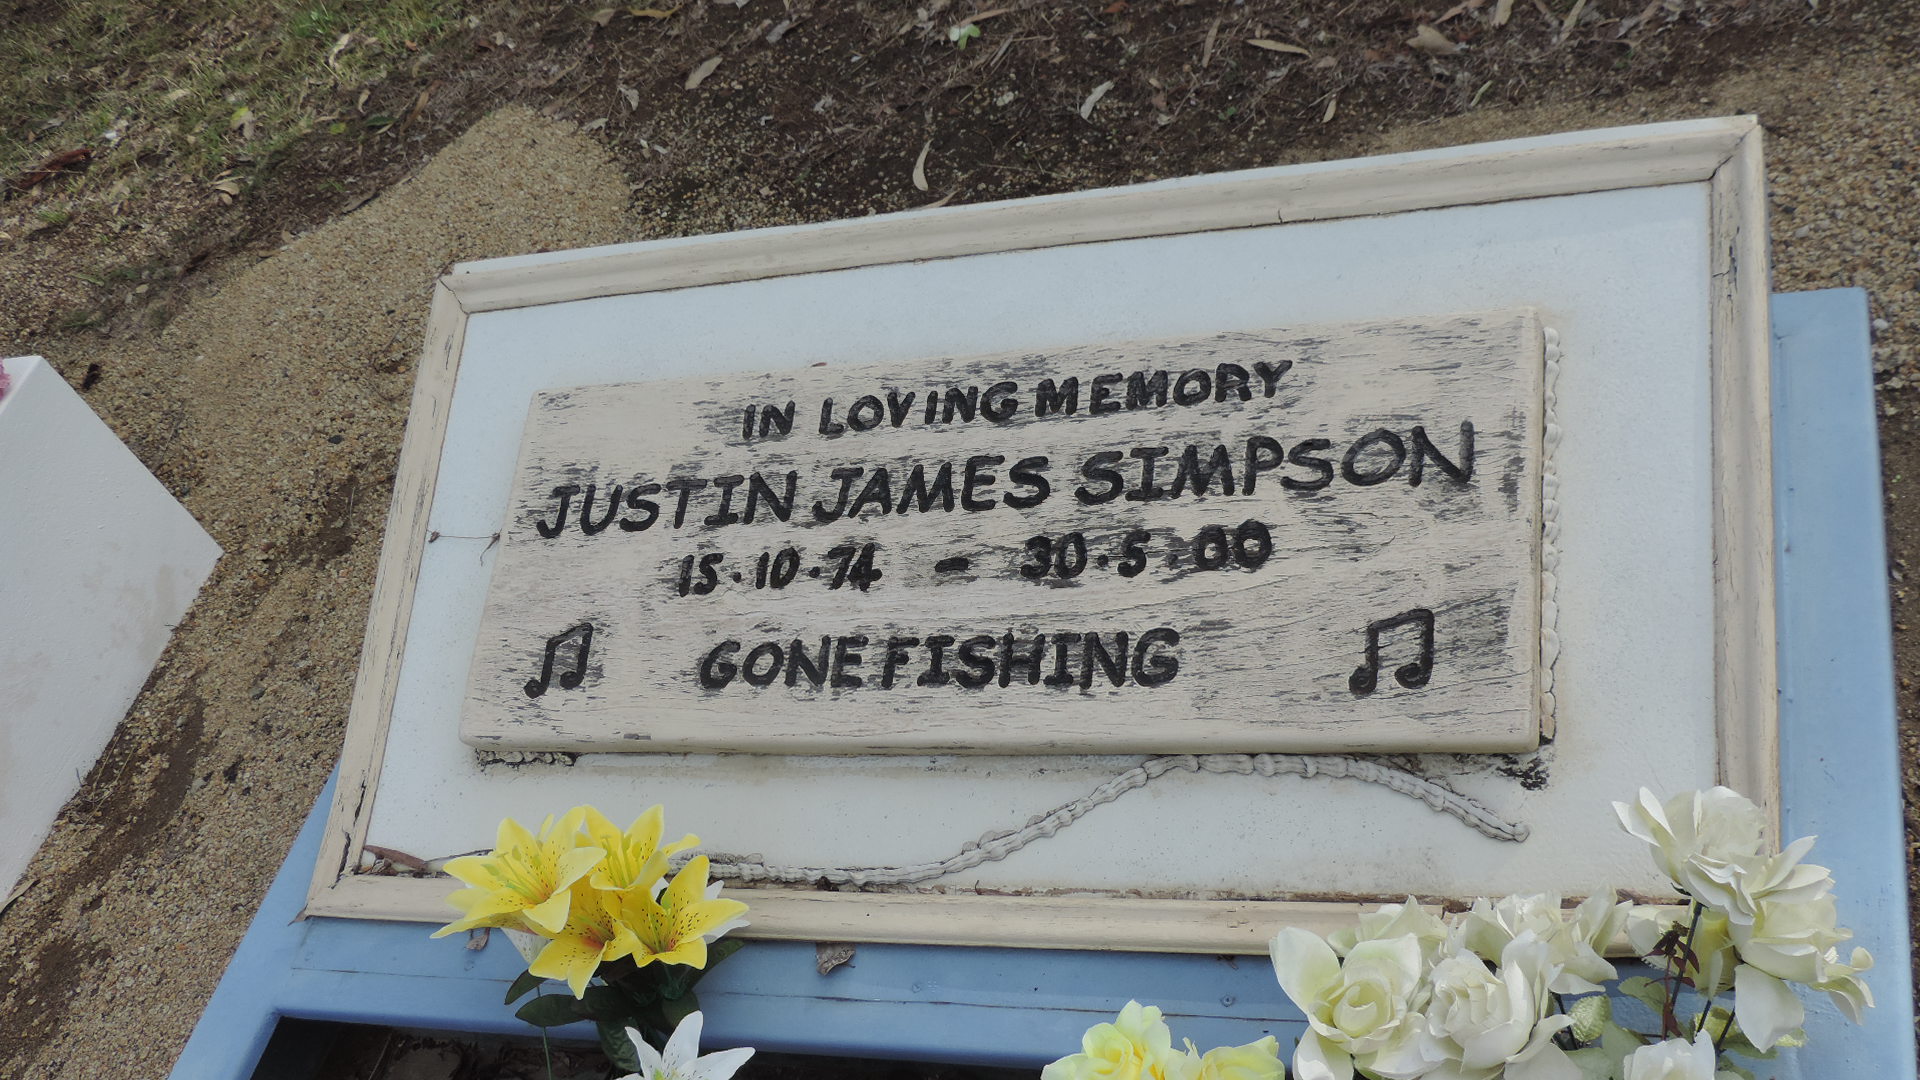 IN LOVING MEMORY
JUSTIN JAMES SIMPSON
15.10.74 - 30.5.00
GONE FISHING